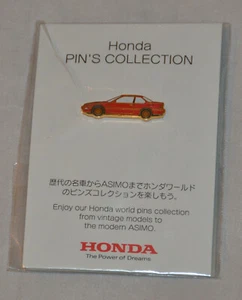 Honda
PIN'S COLLECTION
歴代の名車からASIMOまでホンダワールド
のピンズコレクションを楽しもう。
Enjoy our Honda world pins collection
from vintage models to
the modern ASIMO.
HONDA
The Power of Dreams